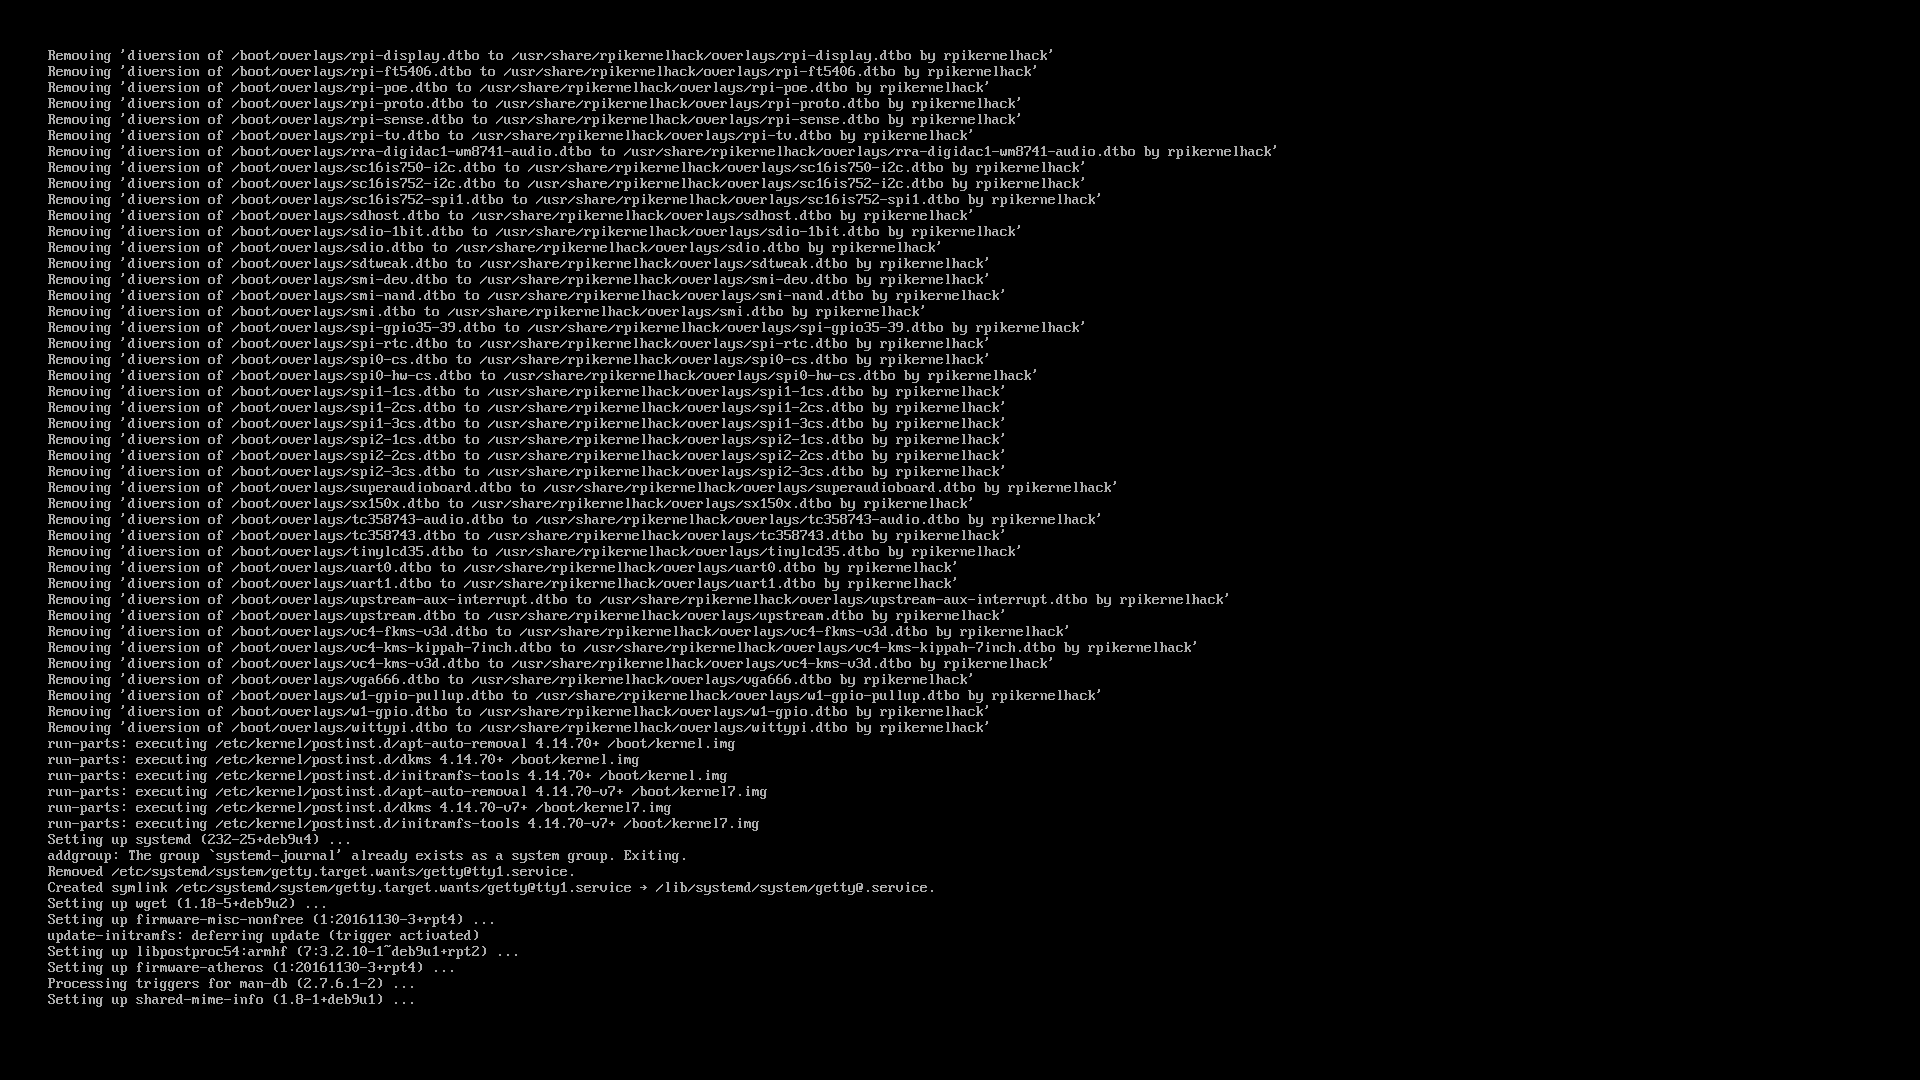 Removing 'diversion of /boot/overlays/rpi-display.dtbo to /usr/share/rpikernelhack/overlays/rpi-display.dtbo by rpikernelhack'
Removing 'diversion of /boot/overlays/rpi-ft5406.dtbo to /usr/share/rpikernelhack/overlays/rpi-ft5406.dtbo by rpikernelhack'
Removing 'diversion of /boot/overlays/rpi-poe.dtbo to /usr/share/rpikernelhack/overlays/rpi-poe.dtbo by rpikernelhack'
Removing 'diversion of /boot/overlays/rpi-proto.dtbo to /usr/share/rpikernelhack/overlays/rpi-proto.dtbo by rpikernelhack'
Removing 'diversion of /boot/overlays/rpi-sense.dtbo to /usr/share/rpikernelhack/overlays/rpi-sense.dtbo by rpikernelhack'
Removing 'diversion of /boot/overlays/rpi-tv.dtbo to /usr/share/rpikernelhack/overlays/rpi-tv.dtbo by rpikernelhack'
Removing 'diversion of /boot/overlays/rra-digidac1-wm8741-audio.dtbo to /usr/share/rpikernelhack/overlays/rra-digidac1-wm8741-audio.dtbo by rpikernelhack'
Removing 'diversion of /boot/overlays/sc16is750-i2c.dtbo to /usr/share/rpikernelhack/overlays/sc16is750-i2c.dtbo by rpikernelhack'
Removing 'diversion of /boot/overlays/sc16is752-i2c.dtbo to /usr/share/rpikernelhack/overlays/sc16is752-i2c.dtbo by rpikernelhack'
Removing 'diversion of /boot/overlays/sc16is752-spi1.dtbo to /usr/share/rpikernelhack/overlays/sc16is752-spi1.dtbo by rpikernelhack'
Removing 'diversion of /boot/overlays/sdhost.dtbo to /usr/share/rpikernelhack/overlays/sdhost.dtbo by rpikernelhack'
Removing 'diversion of /boot/overlays/sdio-1bit.dtbo to /usr/share/rpikernelhack/overlays/sdio-1bit.dtbo by rpikernelhack'
Removing 'diversion of /boot/overlays/sdio.dtbo to /usr/share/rpikernelhack/overlays/sdio.dtbo by rpikernelhack'
Removing 'diversion of /boot/overlays/sdtweak.dtbo to /usr/share/rpikernelhack/overlays/sdtweak.dtbo by rpikernelhack'
Removing 'diversion of /boot/overlays/smi-dev.dtbo to /usr/share/rpikernelhack/overlays/smi-dev.dtbo by rpikernelhack'
Removing 'diversion of /boot/overlays/smi-nand.dtbo to /usr/share/rpikernelhack/overlays/smi-nand.dtbo by rpikernelhack'
Removing 'diversion of /boot/overlays/smi.dtbo to /usr/share/rpikernelhack/overlays/smi.dtbo by rpikernelhack'
Removing 'diversion of /boot/overlays/spi-gpio35-39.dtbo to /usr/share/rpikernelhack/overlays/spi-gpio35-39.dtbo by rpikernelhack'
Removing 'diversion of /boot/overlays/spi-rtc.dtbo to /usr/share/rpikernelhack/overlays/spi-rtc.dtbo by rpikernelhack'
Removing 'diversion of /boot/overlays/spi0-cs.dtbo to /usr/share/rpikernelhack/overlays/spi0-cs.dtbo by rpikernelhack'
Removing 'diversion of /boot/overlays/spi0-hw-cs.dtbo to /usr/share/rpikernelhack/overlays/spi0-hw-cs.dtbo by rpikernelhack'
Removing 'diversion of /boot/overlays/spi1-1cs.dtbo to /usr/share/rpikernelhack/overlays/spi1-1cs.dtbo by rpikernelhack'
Removing 'diversion of /boot/overlays/spi1-2cs.dtbo to /usr/share/rpikernelhack/overlays/spi1-2cs.dtbo by rpikernelhack'
Removing 'diversion of /boot/overlays/spi1-3cs.dtbo to /usr/share/rpikernelhack/overlays/spi1-3cs.dtbo by rpikernelhack'
Removing 'diversion of /boot/overlays/spi2-1cs.dtbo to /usr/share/rpikernelhack/overlays/spi2-1cs.dtbo by rpikernelhack'
Removing 'diversion of /boot/overlays/spi2-2cs.dtbo to /usr/share/rpikernelhack/overlays/spi2-2cs.dtbo by rpikernelhack'
Removing 'diversion of /boot/overlays/spi2-3cs.dtbo to /usr/share/rpikernelhack/overlays/spi2-3cs.dtbo by rpikernelhack'
Removing 'diversion of /boot/overlays/superaudioboard.dtbo to /usr/share/rpikernelhack/overlays/superaudioboard.dtbo by rpikernelhack'
Removing 'diversion of /boot/overlays/sx150x.dtbo to /usr/share/rpikernelhack/overlays/sx150x.dtbo by rpikernelhack'
Removing 'diversion of /boot/overlays/tc358743-audio.dtbo to /usr/share/rpikernelhack/overlays/tc358743-audio.dtbo by rpikernelhack'
Removing 'diversion of /boot/overlays/tc358743.dtbo to /usr/share/rpikernelhack/overlays/tc358743.dtbo by rpikernelhack'
Removing 'diversion of /boot/overlays/tinylcd35.dtbo to /usr/share/rpikernelhack/overlays/tinylcd35.dtbo by rpikernelhack'
Removing 'diversion of /boot/overlays/uart0.dtbo to /usr/share/rpikernelhack/overlays/uart0.dtbo by rpikernelhack'
Removing 'diversion of /boot/overlays/uart1.dtbo to /usr/share/rpikernelhack/overlays/uart1.dtbo by rpikernelhack'
Removing 'diversion of /boot/overlays/upstream-aux-interrupt.dtbo to /usr/share/rpikernelhack/overlays/upstream-aux-interrupt.dtbo by rpikernelhack'
Removing 'diversion of /boot/overlays/upstream.dtbo to /usr/share/rpikernelhack/overlays/upstream.dtbo by rpikernelhack'
Removing 'diversion of /boot/overlays/vc4-fkms-v3d.dtbo to /usr/share/rpikernelhack/overlays/vc4-fkms-v3d.dtbo by rpikernelhack'
Removing 'diversion of /boot/overlays/vc4-kms-kippah-7inch.dtbo to /usr/share/rpikernelhack/overlays/vc4-kms-kippah-7inch.dtbo by rpikernelhack'
Removing 'diversion of /boot/overlays/vc4-kms-v3d.dtbo to /usr/share/rpikernelhack/overlays/vc4-kms-v3d.dtbo by rpikernelhack'
Removing 'diversion of /boot/overlays/vga666.dtbo to /usr/share/rpikernelhack/overlays/vga666.dtbo by rpikernelhack'
Removing 'diversion of /boot/overlays/w1-gpio-pullup.dtbo to /usr/share/rpikernelhack/overlays/w1-gpio-pullup.dtbo by rpikernelhack'
Removing 'diversion of /boot/overlays/w1-gpio.dtbo to /usr/share/rpikernelhack/overlays/w1-gpio.dtbo by rpikernelhack'
Removing 'diversion of /boot/overlays/wittypi.dtbo to /usr/share/rpikernelhack/overlays/wittypi.dtbo by rpikernelhack'
run-parts: executing /etc/kernel/postinst.d/apt-auto-removal 4.14.70+ /boot/kernel.img
run-parts: executing /etc/kernel/postinst.d/dkms 4.14.70+ /boot/kernel.img
run-parts: executing /etc/kernel/postinst.d/initramfs-tools 4.14.70+ /boot/kernel.img
run-parts: executing /etc/kernel/postinst.d/apt-auto-removal 4.14.70-v7+ /boot/kernel7.img
run-parts: executing /etc/kernel/postinst.d/dkms 4.14.70-v7+ /boot/kernel7.img
run-parts: executing /etc/kernel/postinst.d/initramfs-tools 4.14.70-v7+ /boot/kernel7.img
Setting up systemd (232-25+deb9u4) ...
addgroup: The group `systemd-journal' already exists as a system group. Exiting.
Removed /etc/systemd/system/getty.target.wants/getty@tty1.service.
Created symlink /etc/systemd/system/getty.target.wants/getty@tty1.service → /lib/systemd/system/getty@.service.
Setting up wget (1.18-5+deb9u2) ...
Setting up firmware-misc-nonfree (1:20161130-3+rpt4) ...
update-initramfs: deferring update (trigger activated)
Setting up libpostproc54:armhf (7:3.2.10-1~deb9u1+rpt2) ...
Setting up firmware-atheros (1:20161130-3+rpt4) ...
Processing triggers for man-db (2.7.6.1-2) ...
Setting up shared-mime-info (1.8-1+deb9u1) ...